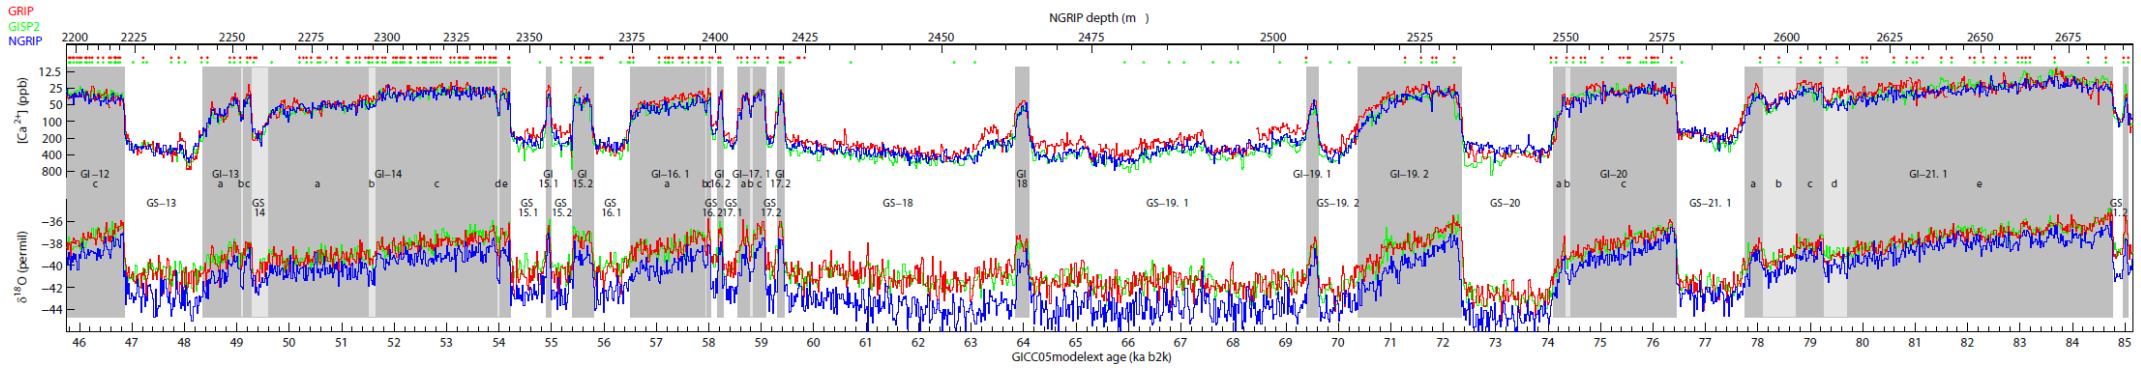 GRIP
GISP2
NGRIP
NGRIP depth (m )
2200 2225 2250 2275 2300 2325 2350 2375 2400 2425 2450 2475 2500 2525 2550 2575 2600 2625 2650 2675
[Ca 2+] (ppb)
12.5
25
50
100
200
400
800
GI-12 GI-13 GI-14 GI GI GI-16. 1 GI GI-17. 1 GI GI GI-19. 1 GI-19. 2 GI-20 GI-21. 1
15.1 15.2 16.2 17.2 18
c a b c a b c d e a b c a b c a b c a b c d e
GS-13 GS GS GS GS GS GS GS GS-18 GS-19. 1 GS-19. 2 GS-20 GS-21. 1 GS
14 15. 1 15. 2 16. 1 16. 2 17. 1 17. 2 1. 2
δ18O (permil)
-36
-38
-40
-42
-44
46 47 48 49 50 51 52 53 54 55 56 57 58 59 60 61 62 63 64 65 66 67 68 69 70 71 72 73 74 75 76 77 78 79 80 81 82 83 84 85
GICC05modelext age (ka b2k)